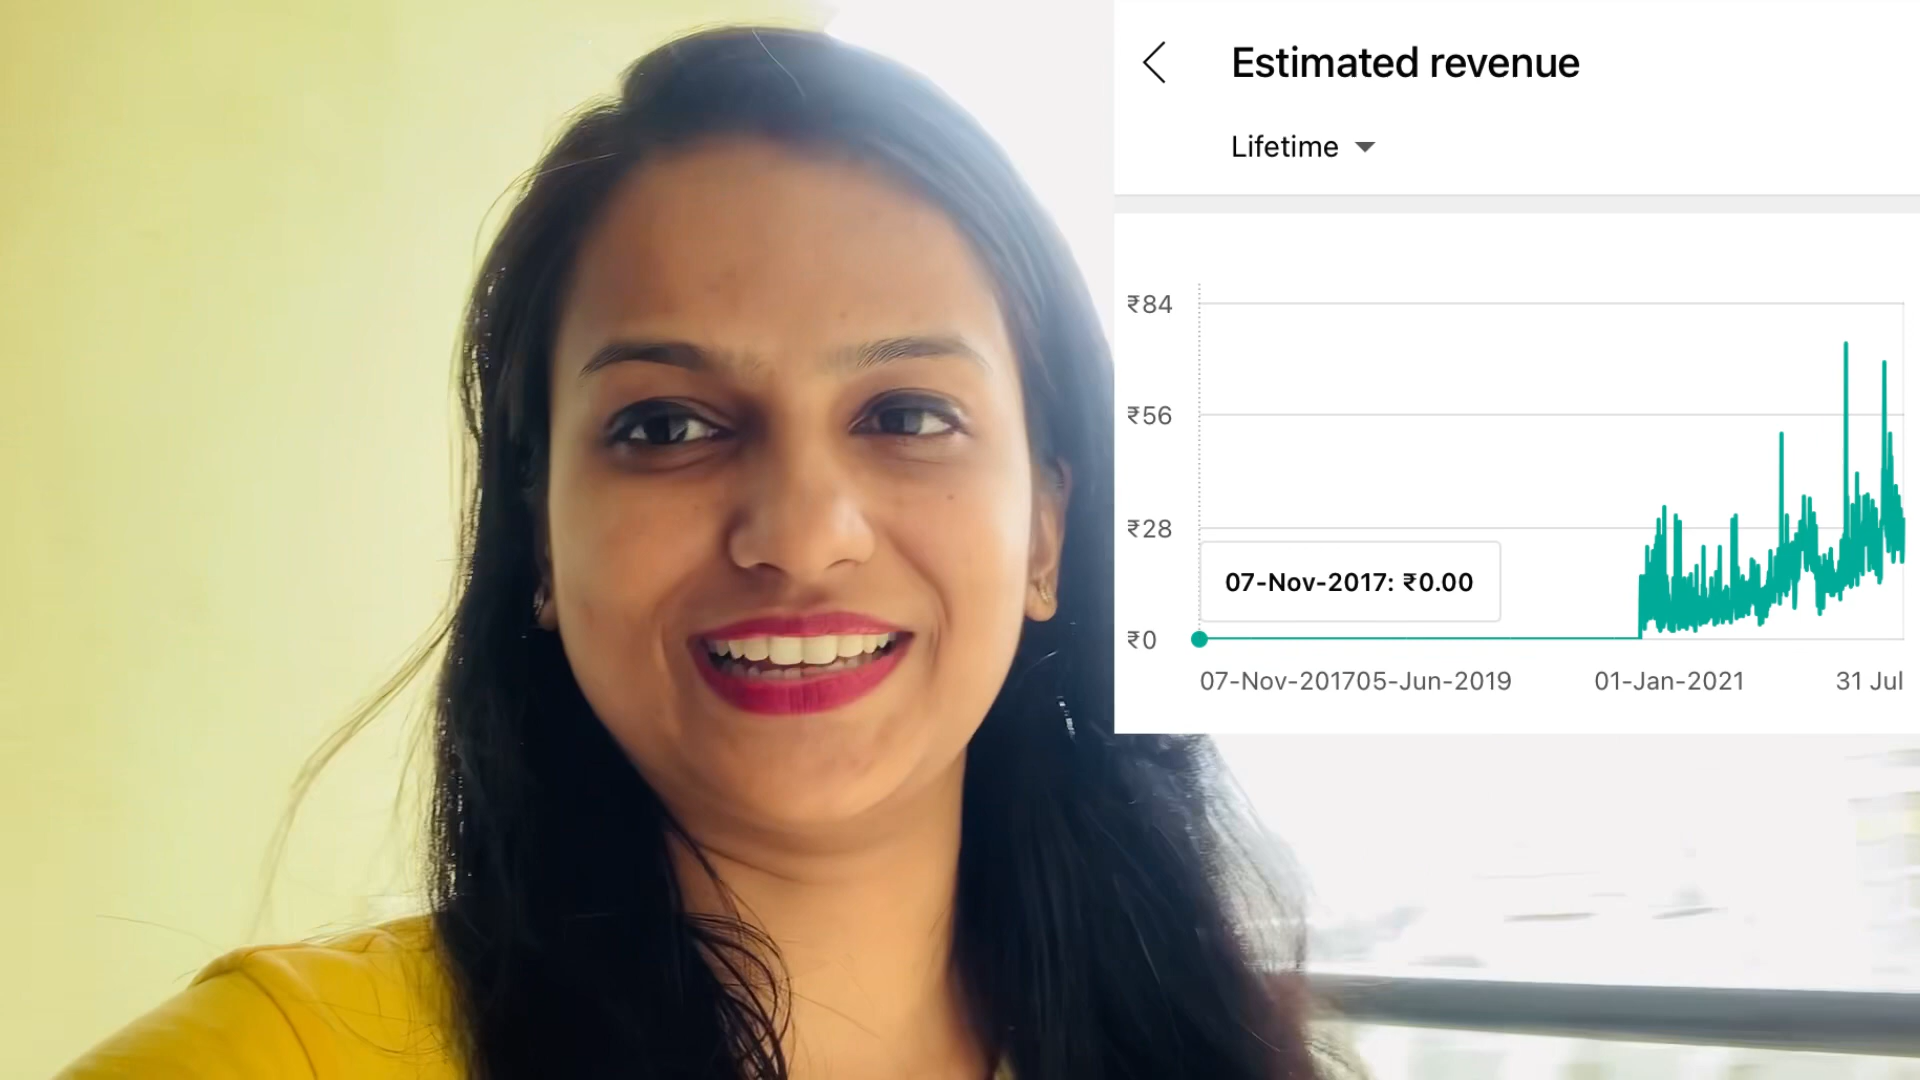 Estimated revenue
Lifetime
₹84
₹56
₹28
07-Nov-2017: ₹0.00
₹0
07-Nov-201705-Jun-2019 01-Jan-2021 31 Jul